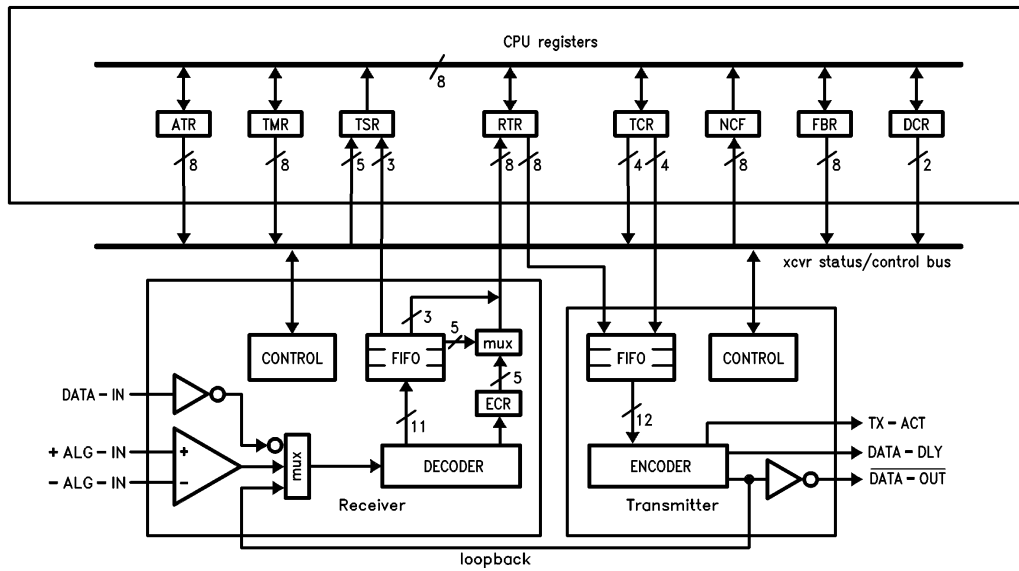 CPU registers
8
ATR TMR TSR RTR TCR NCF FBR DCR
8 8 5 3 8 8 4 4 8 8 2
xcvr status/control bus
3
CONTROL FIFO 5 mux FIFO CONTROL
5
DATA-IN ECR
11 12
TX-ACT
+ ALG-IN + mux DECODER ENCODER DATA-DLY
- ALG-IN - DATA-OUT
Receiver Transmitter
loopback